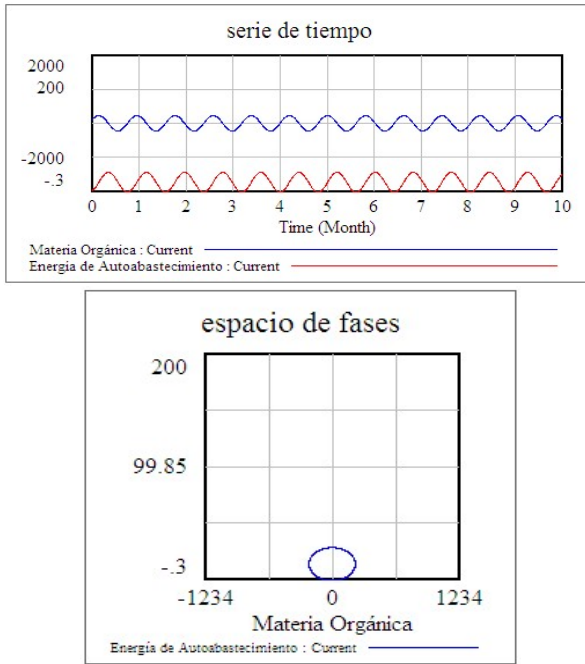 serie de tiempo
2000
200
-2000
-.3
0 1 2 3 4 5 6 7 8 9 10
Time (Month)
Materia Orgánica : Current
Energía de Autoabastecimiento : Current
espacio de fases
200
99.85
-.3
-1234 0 1234
Materia Orgánica
Energía de Autoabastecimiento : Current